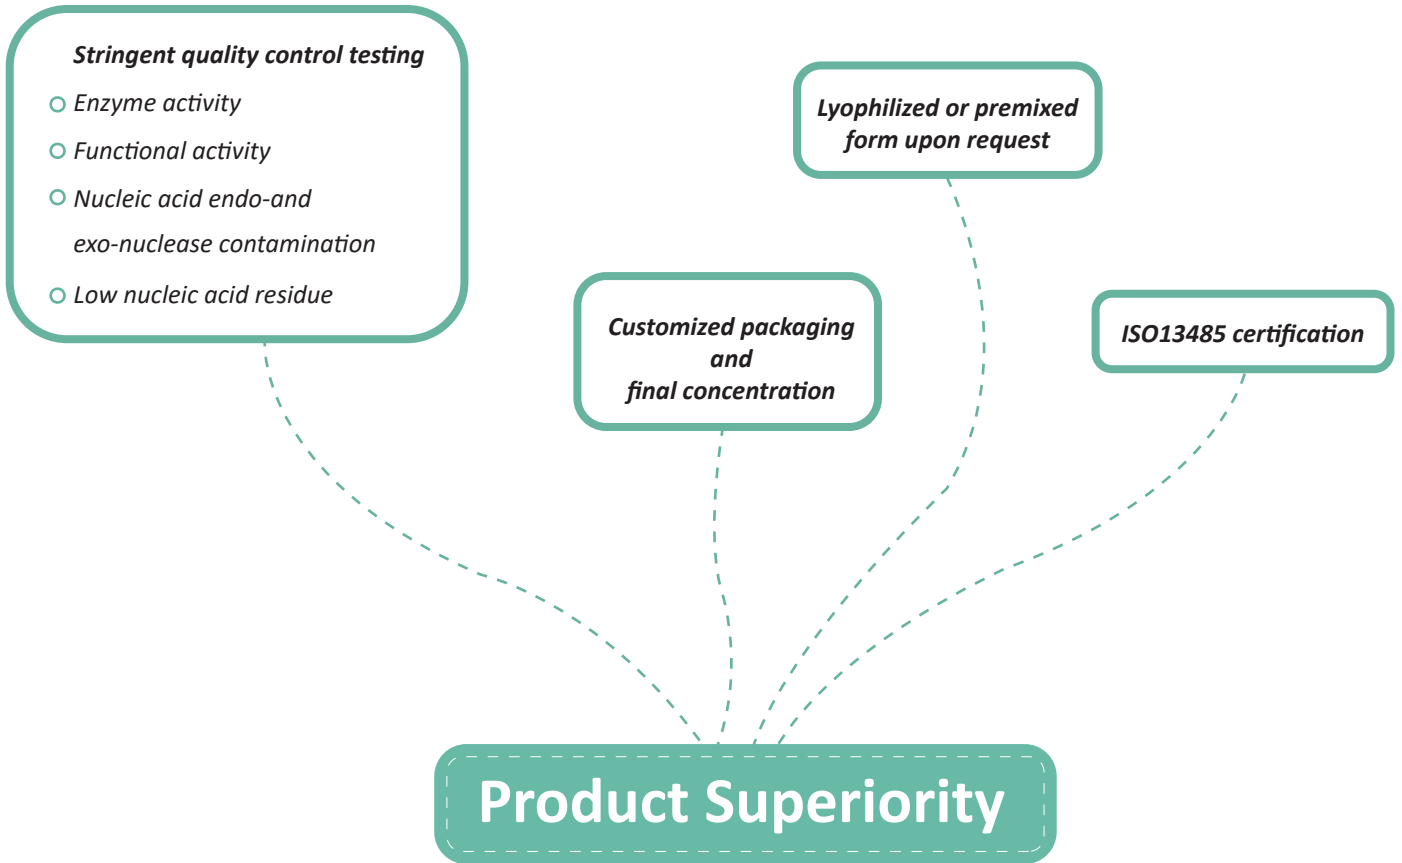 Stringent quality control testing
Enzyme activity
Functional activity
Nucleic acid endo-and
exo-nuclease contamination
Low nucleic acid residue
Lyophilized or premixed
form upon request
Customized packaging
and
final concentration
ISO13485 certification
Product Superiority